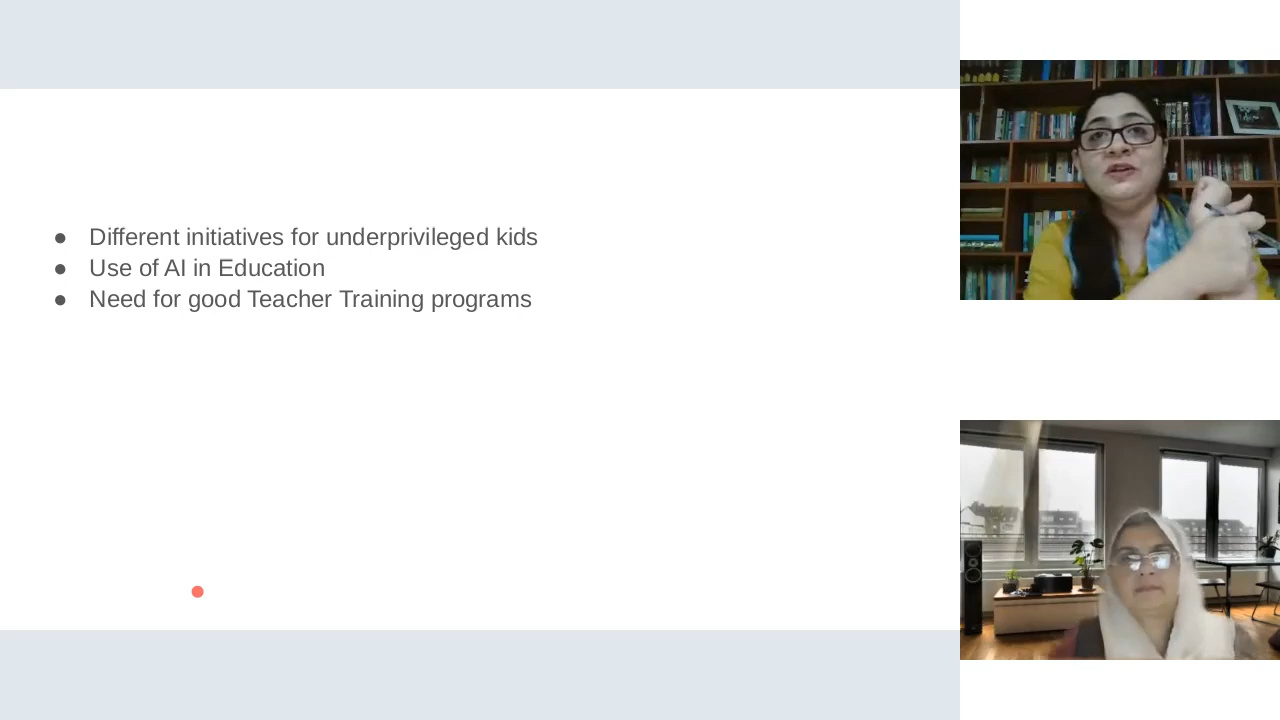 ● Different initiatives for underprivileged kids
● Use of AI in Education
● Need for good Teacher Training programs